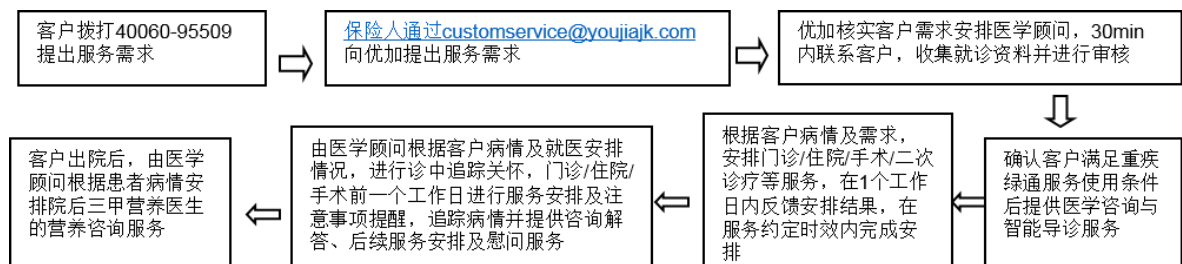 客户拨打40060-95509
提出服务需求
保险人通过customservice@youjiajk.com
向优加提出服务需求
优加核实客户需求安排医学顾问，30min
内联系客户，收集就诊资料并进行审核
确认客户满足重疾
绿通服务使用条件
后提供医学咨询与
智能导诊服务
根据客户病情及需求，
安排门诊/住院/手术/二次
诊疗等服务，在1个工作
日内反馈安排结果，在
服务约定时效内完成安
排
由医学顾问根据客户病情及就医安排
情况，进行诊中追踪关怀，门诊/住院/
手术前一个工作日进行服务安排及注
意事项提醒，追踪病情并提供咨询解
答、后续服务安排及慰问服务
客户出院后，由医学
顾问根据患者病情安
排院后三甲营养医生
的营养咨询服务